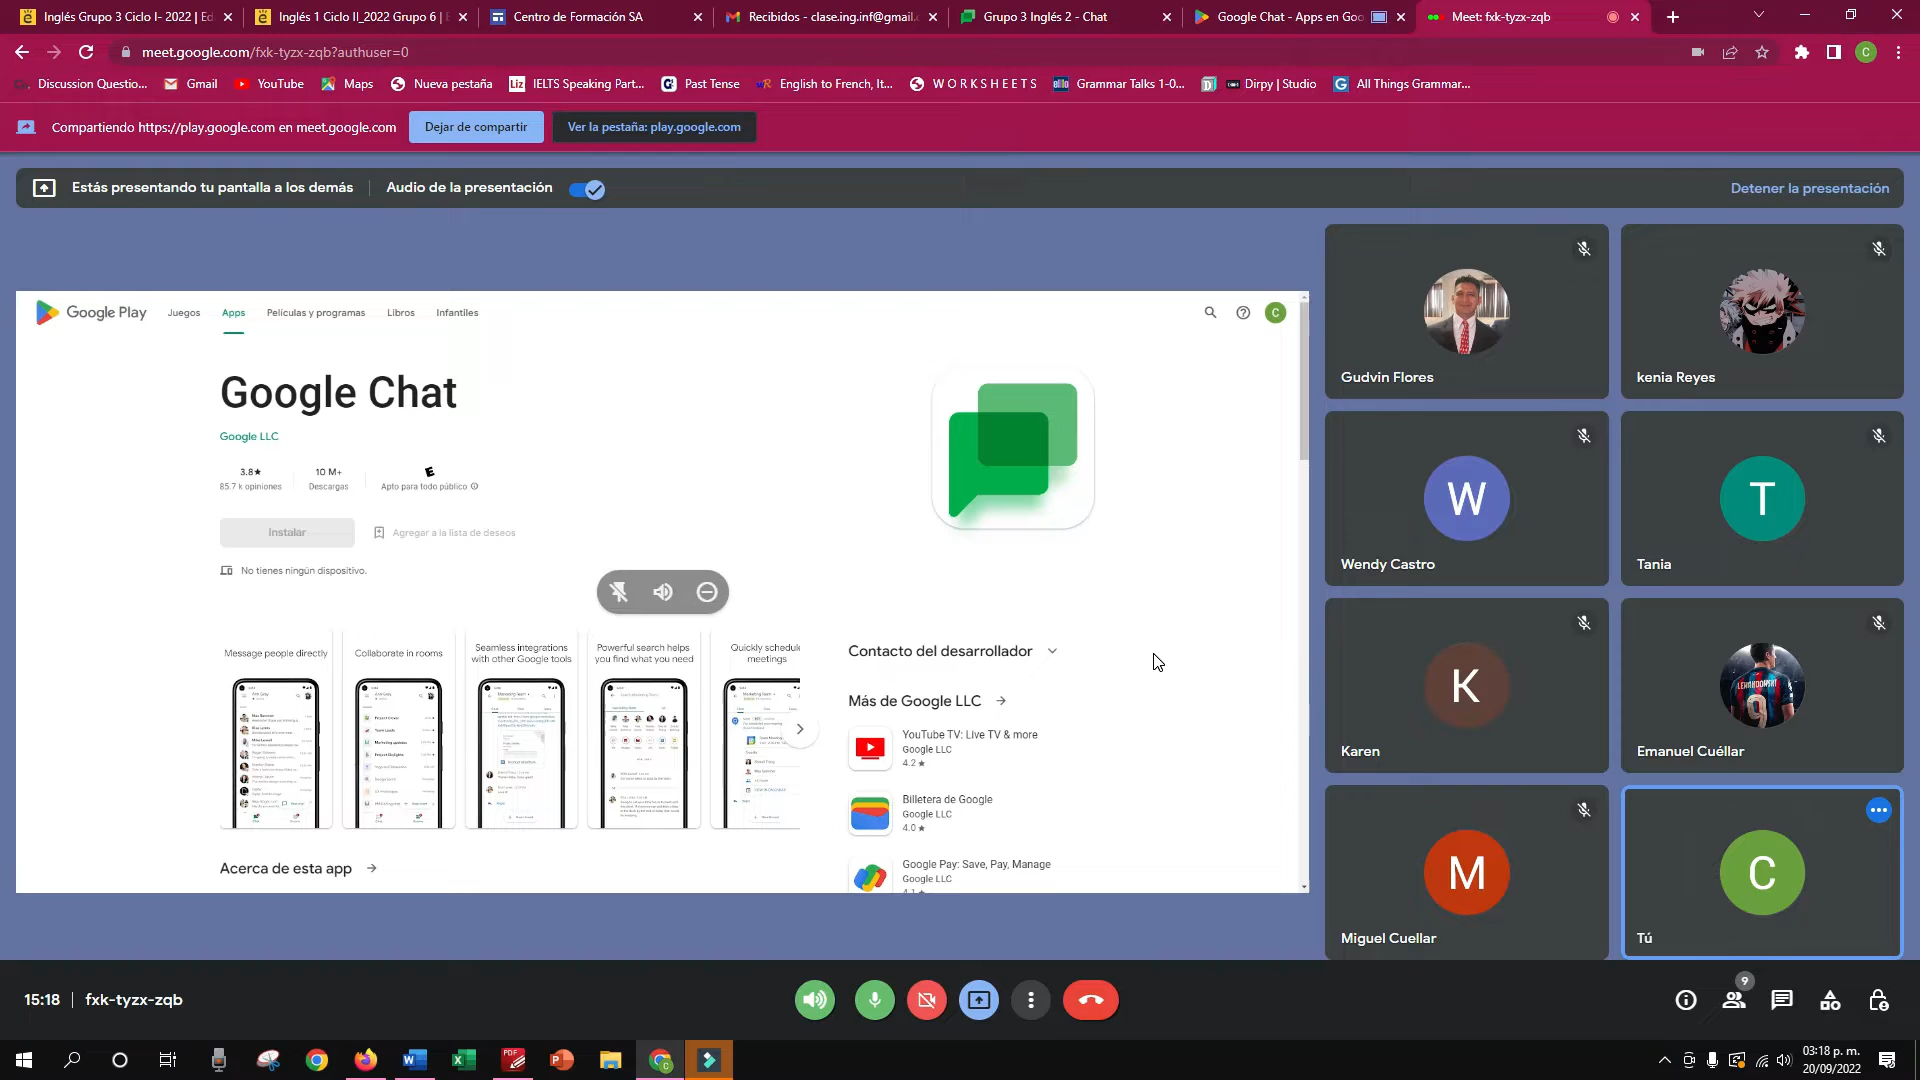 Inglés Grupo 3 Ciclo I- 2022 | Ed
Inglés 1 Ciclo II_2022 Grupo 6 | E
Centro de Formación SA
Recibidos - clase.ing.inf@gmail.
Grupo 3 Inglés 2 - Chat
Google Chat - Apps en Goo
Meet: fxk-tyzx-zqb
meet.google.com/fxk-tyzx-zqb?authuser=0
C
Discussion Questio...
Gmail
YouTube
Maps
Nueva pestaña
Liz
IELTS Speaking Part...
Past Tense
English to French, It...
W O R K S H E E T S
Grammar Talks 1-0...
Dirpy | Studio
All Things Grammar...
Compartiendo https://play.google.com en meet.google.com
Dejar de compartir
Ver la pestaña: play.google.com
Estás presentando tu pantalla a los demás
Audio de la presentación
Detener la presentación
Google Play
Juegos
Apps
Películas y programas
Libros
Infantiles
C
Google Chat
Google LLC
3.8★
85.7 k opiniones
10 M+
Descargas
E
Apto para todo público
Instalar
Agregar a la lista de deseos
No tienes ningún dispositivo.
Message people directly
Collaborate in rooms
Seamless integrations
with other Google tools
Powerful search helps
you find what you need
Quickly schedule
meetings
Acerca de esta app
Contacto del desarrollador
Más de Google LLC
YouTube TV: Live TV & more
Google LLC
4.2 ★
Billetera de Google
Google LLC
4.0 ★
Google Pay: Save, Pay, Manage
Google LLC
4.1 ★
Gudvin Flores
kenia Reyes
W
Wendy Castro
T
Tania
K
Karen
LEWANDOWSKI
9
Emanuel Cuéllar
M
Miguel Cuellar
C
Tú
15:18 | fxk-tyzx-zqb
9
03:18 p. m.
20/09/2022